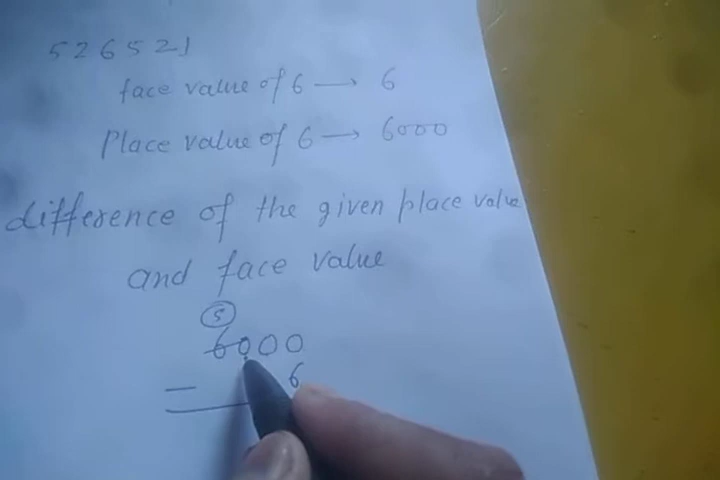 526521
face value of 6 → 6
Place value of 6 → 6000
difference of the given place value
and face value
5
6000
- 6